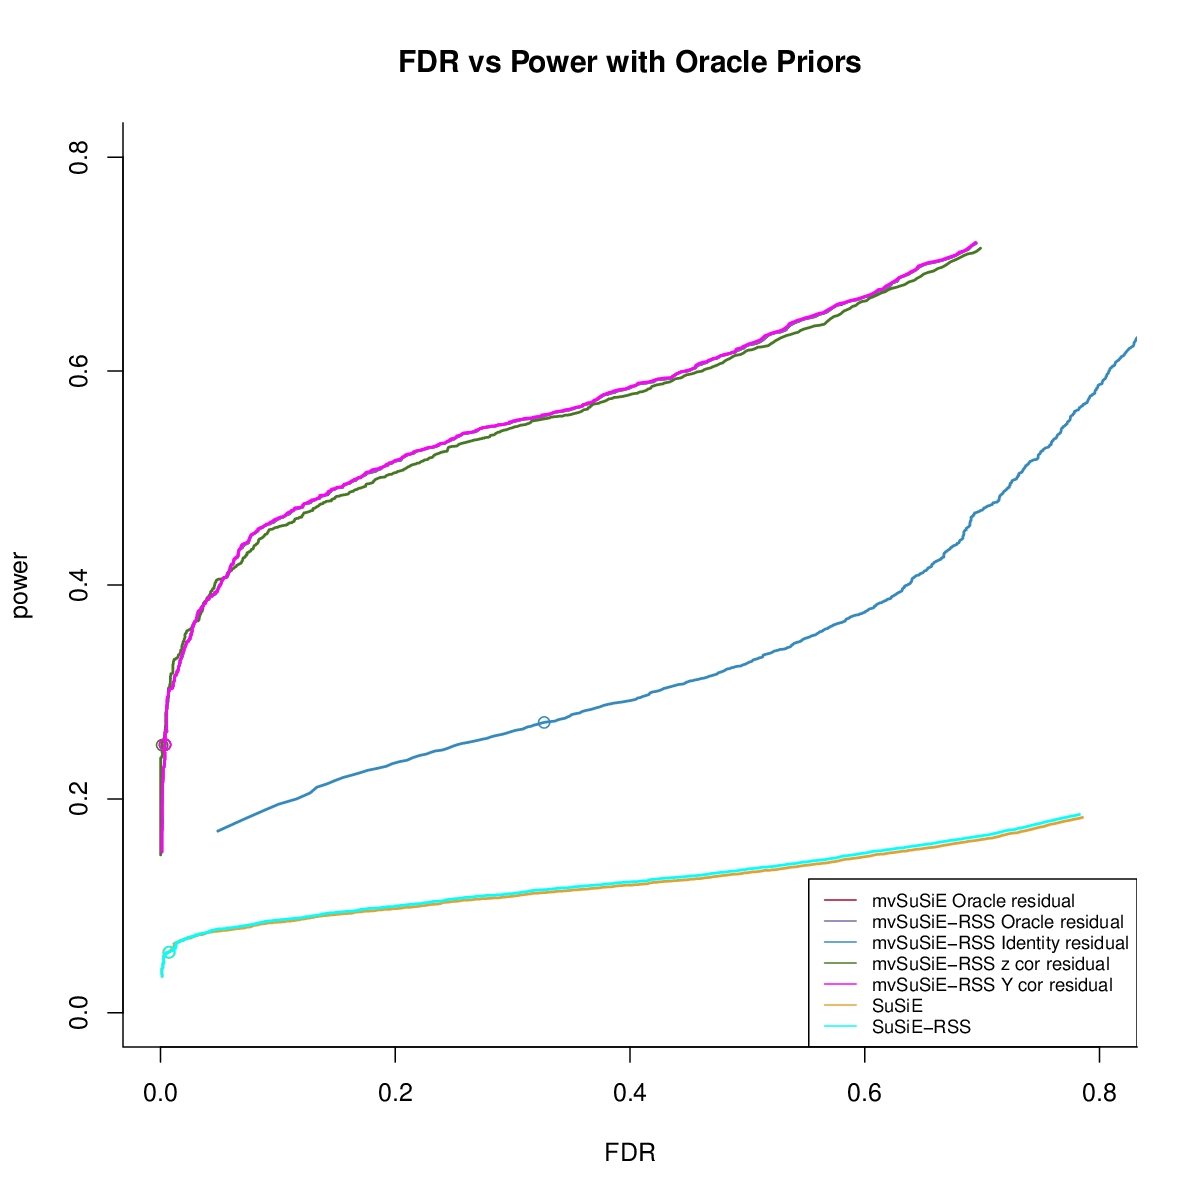 FDR vs Power with Oracle Priors
0.8
0.6
0.4
0.2
0.0
power
0.0 0.2 0.4 0.6 0.8
FDR
mvSuSiE Oracle residual
mvSuSiE−RSS Oracle residual
mvSuSiE−RSS Identity residual
mvSuSiE−RSS z cor residual
mvSuSiE−RSS Y cor residual
SuSiE
SuSiE−RSS